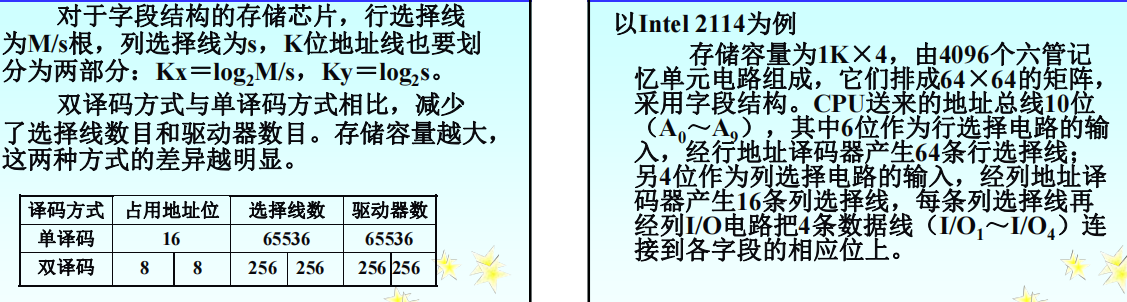 对于字段结构的存储芯片，行选择线
为M/s根，列选择线为s，K位地址线也要划
分为两部分：Kx＝log₂M/s，Ky＝log₂s。
双译码方式与单译码方式相比，减少
了选择线数目和驱动器数目。存储容量越大，
这两种方式的差异越明显。
译码方式 占用地址位 选择线数 驱动器数
单译码 16 65536 65536
双译码 8 8 256 256 256 256
以Intel 2114为例
存储容量为1K×4，由4096个六管记
忆单元电路组成，它们排成64×64的矩阵，
采用字段结构。CPU送来的地址总线10位
（A₀～A₉），其中6位作为行选择电路的输
入，经行地址译码器产生64条行选择线；
另4位作为列选择电路的输入，经列地址译
码器产生16条列选择线，每条列选择线再
经列I/O电路把4条数据线（I/O₁～I/O₄）连
接到各字段的相应位上。